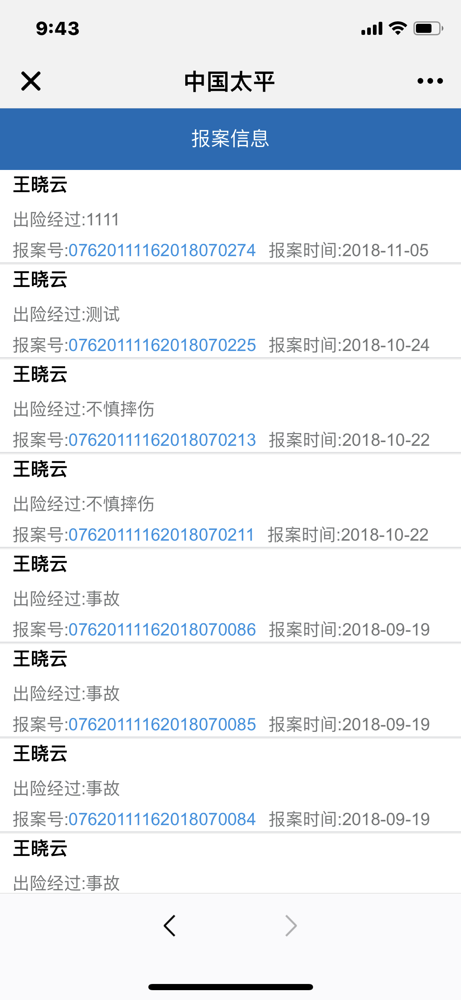 9:43
中国太平
报案信息
王晓云
出险经过:1111
报案号:07620111162018070274 报案时间:2018-11-05
王晓云
出险经过:测试
报案号:07620111162018070225 报案时间:2018-10-24
王晓云
出险经过:不慎摔伤
报案号:07620111162018070213 报案时间:2018-10-22
王晓云
出险经过:不慎摔伤
报案号:07620111162018070211 报案时间:2018-10-22
王晓云
出险经过:事故
报案号:07620111162018070086 报案时间:2018-09-19
王晓云
出险经过:事故
报案号:07620111162018070085 报案时间:2018-09-19
王晓云
出险经过:事故
报案号:07620111162018070084 报案时间:2018-09-19
王晓云
出险经过:事故